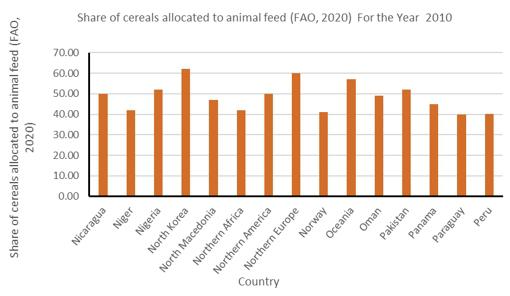 Share of cereals allocated to animal feed (FAO, 2020)  For the Year  2010
Share of cereals allocated to animal feed (FAO,
2020)
70.00
60.00
50.00
40.00
30.00
20.00
10.00
0.00
Nicaragua
Niger
Nigeria
North Korea
North Macedonia
Northern Africa
Northern America
Northern Europe
Norway
Oceania
Oman
Pakistan
Panama
Paraguay
Peru
Country